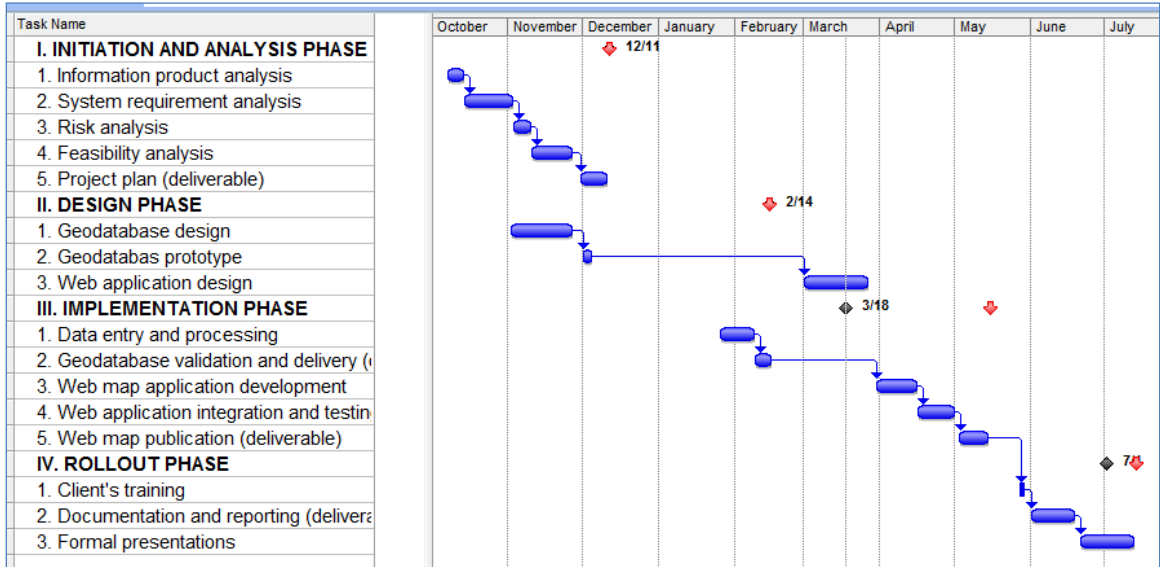 Task Name
October November December January February March April May June July
I. INITIATION AND ANALYSIS PHASE 12/11
1. Information product analysis
2. System requirement analysis
3. Risk analysis
4. Feasibility analysis
5. Project plan (deliverable)
II. DESIGN PHASE 2/14
1. Geodatabase design
2. Geodatabas prototype
3. Web application design
III. IMPLEMENTATION PHASE 3/18
1. Data entry and processing
2. Geodatabase validation and delivery (
3. Web map application development
4. Web application integration and testin
5. Web map publication (deliverable)
IV. ROLLOUT PHASE
1. Client's training
2. Documentation and reporting (delivera
3. Formal presentations